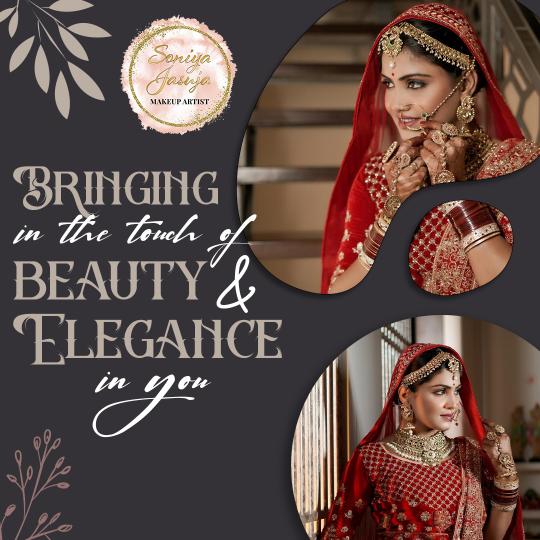 Soniya
Jasuja
MAKEUP ARTIST
BRINGING
in the touch of
BEAUTY &
ELEGANCE
in you